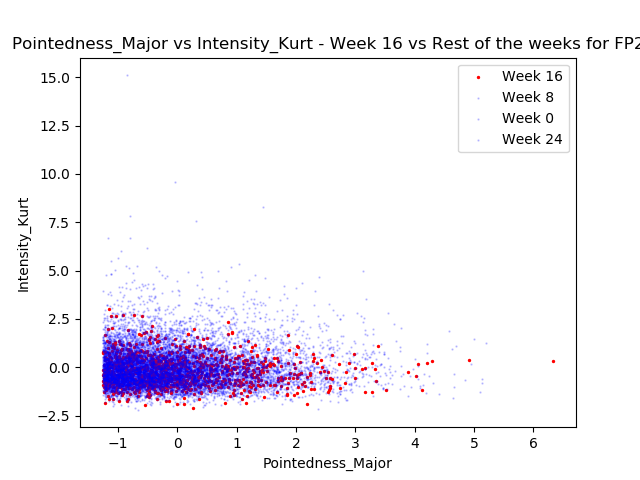 Pointedness_Major vs Intensity_Kurt - Week 16 vs Rest of the weeks for FP2
Week 16
Week 8
Week 0
Week 24
15.0
12.5
10.0
7.5
5.0
2.5
0.0
−2.5
Intensity_Kurt
−1 0 1 2 3 4 5 6
Pointedness_Major